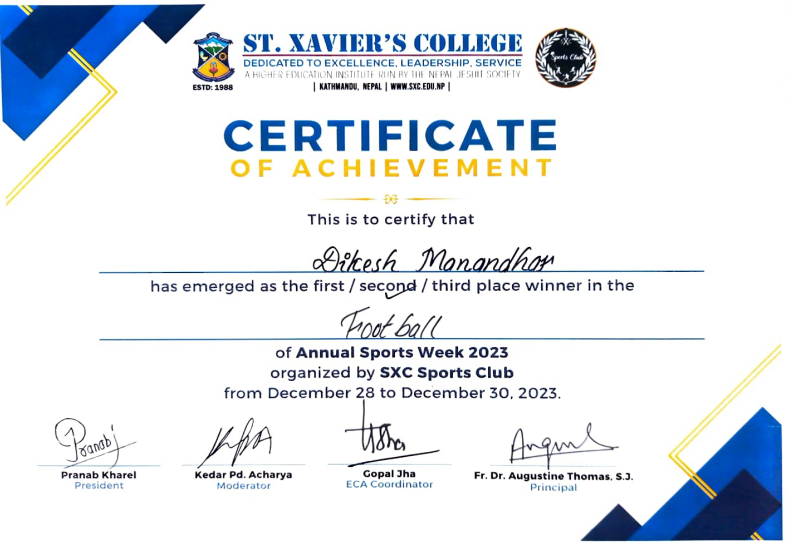 ST. XAVIER'S COLLEGE
DEDICATED TO EXCELLENCE, LEADERSHIP, SERVICE
A HIGHER EDUCATION INSTITUTE RUN BY THE NEPAL JESUIT SOCIETY
| KATHMANDU, NEPAL | WWW.SXC.EDU.NP |
ESTD: 1988
Sports Club
CERTIFICATE
OF ACHIEVEMENT
This is to certify that
Dikesh Manandhar
has emerged as the first / second / third place winner in the
Football
of Annual Sports Week 2023
organized by SXC Sports Club
from December 28 to December 30, 2023.
Pranabj
Pranab Kharel
President
Kedar Pd. Acharya
Moderator
Gopal Jha
ECA Coordinator
Fr. Dr. Augustine Thomas, S.J.
Principal